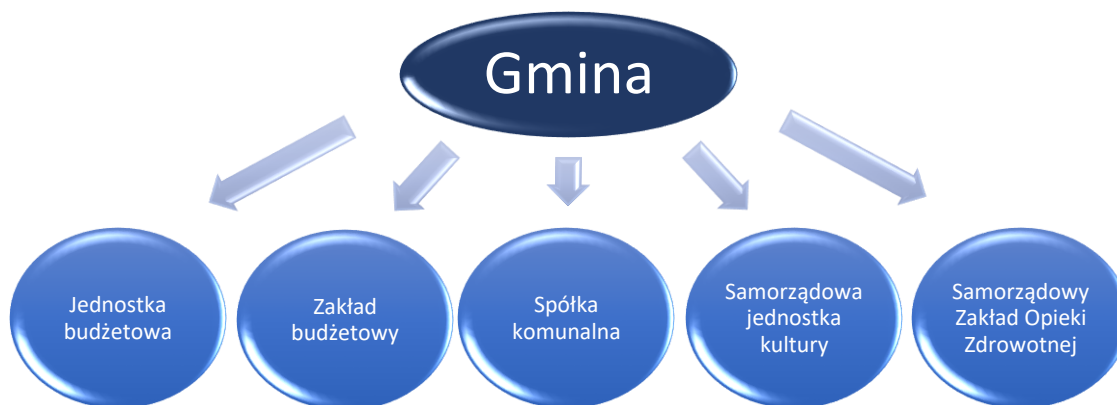 Gmina
Jednostka
budżetowa
Zakład
budżetowy
Spółka
komunalna
Samorządowa
jednostka
kultury
Samorządowy
Zakład Opieki
Zdrowotnej